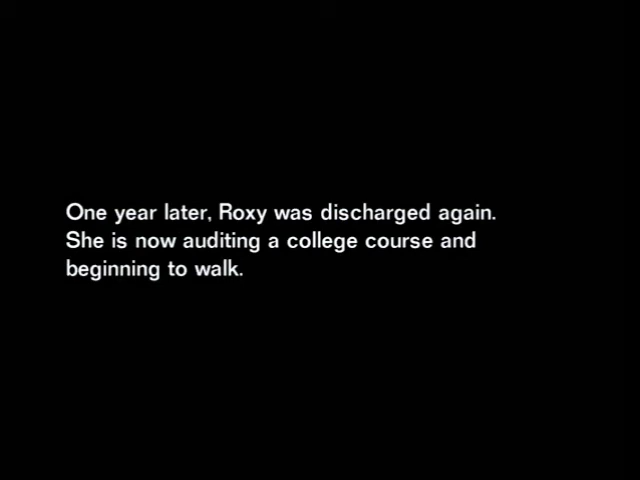 One year later, Roxy was discharged again.
She is now auditing a college course and
beginning to walk.